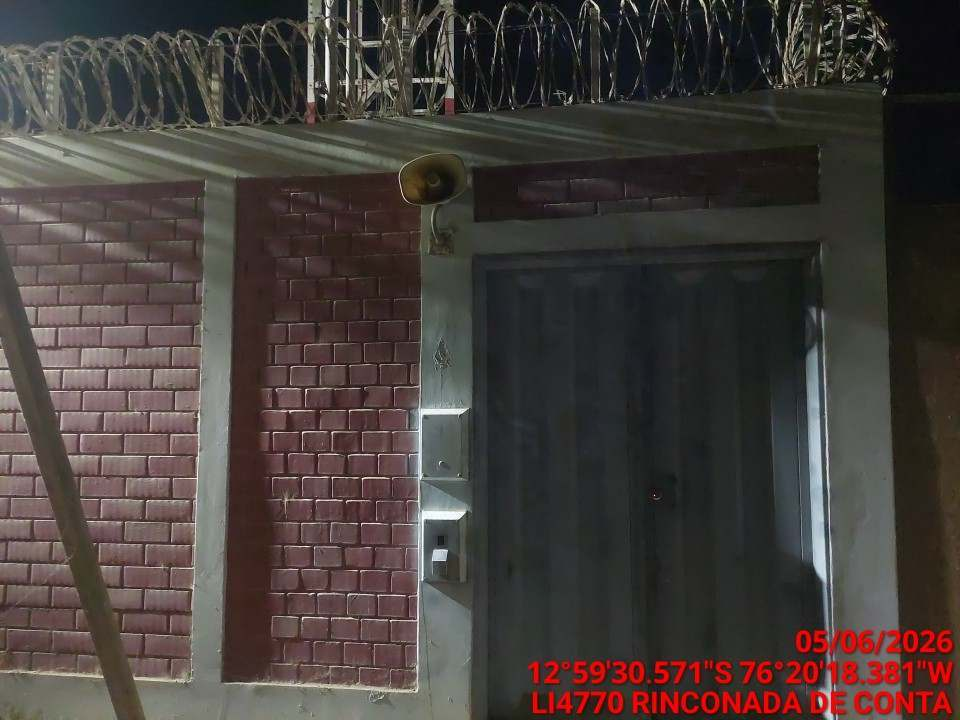 05/06/2026
12°59'30.571"S 76°20'18.381"W
LI4770 RINCONADA DE CONTA